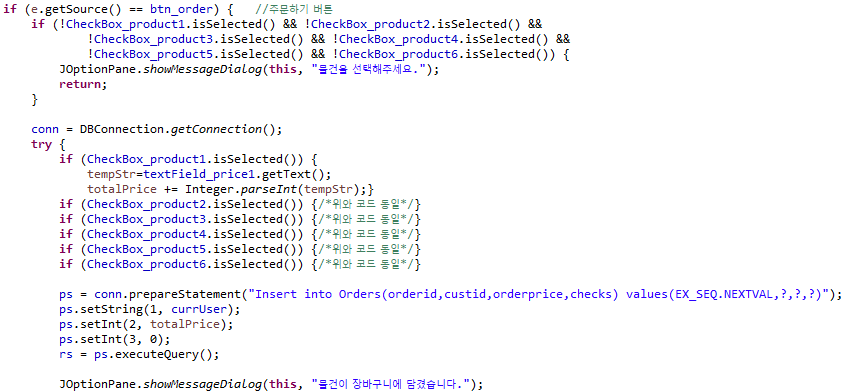 if (e.getSource() == btn_order) {   //주문하기 버튼
    if (!CheckBox_product1.isSelected() && !CheckBox_product2.isSelected() &&
            !CheckBox_product3.isSelected() && !CheckBox_product4.isSelected() &&
            !CheckBox_product5.isSelected() && !CheckBox_product6.isSelected()) {
        JOptionPane.showMessageDialog(this, "물건을 선택해주세요.");
        return;
    }

    conn = DBConnection.getConnection();
    try {
        if (CheckBox_product1.isSelected()) {
            tempStr=textField_price1.getText();
            totalPrice += Integer.parseInt(tempStr);}
        if (CheckBox_product2.isSelected()) {/*위와 코드 동일*/}
        if (CheckBox_product3.isSelected()) {/*위와 코드 동일*/}
        if (CheckBox_product4.isSelected()) {/*위와 코드 동일*/}
        if (CheckBox_product5.isSelected()) {/*위와 코드 동일*/}
        if (CheckBox_product6.isSelected()) {/*위와 코드 동일*/}

        ps = conn.prepareStatement("Insert into Orders(orderid,custid,orderprice,checks) values(EX_SEQ.NEXTVAL,?,?,?)");
        ps.setString(1, currUser);
        ps.setInt(2, totalPrice);
        ps.setInt(3, 0);
        rs = ps.executeQuery();

        JOptionPane.showMessageDialog(this, "물건이 장바구니에 담겼습니다.");